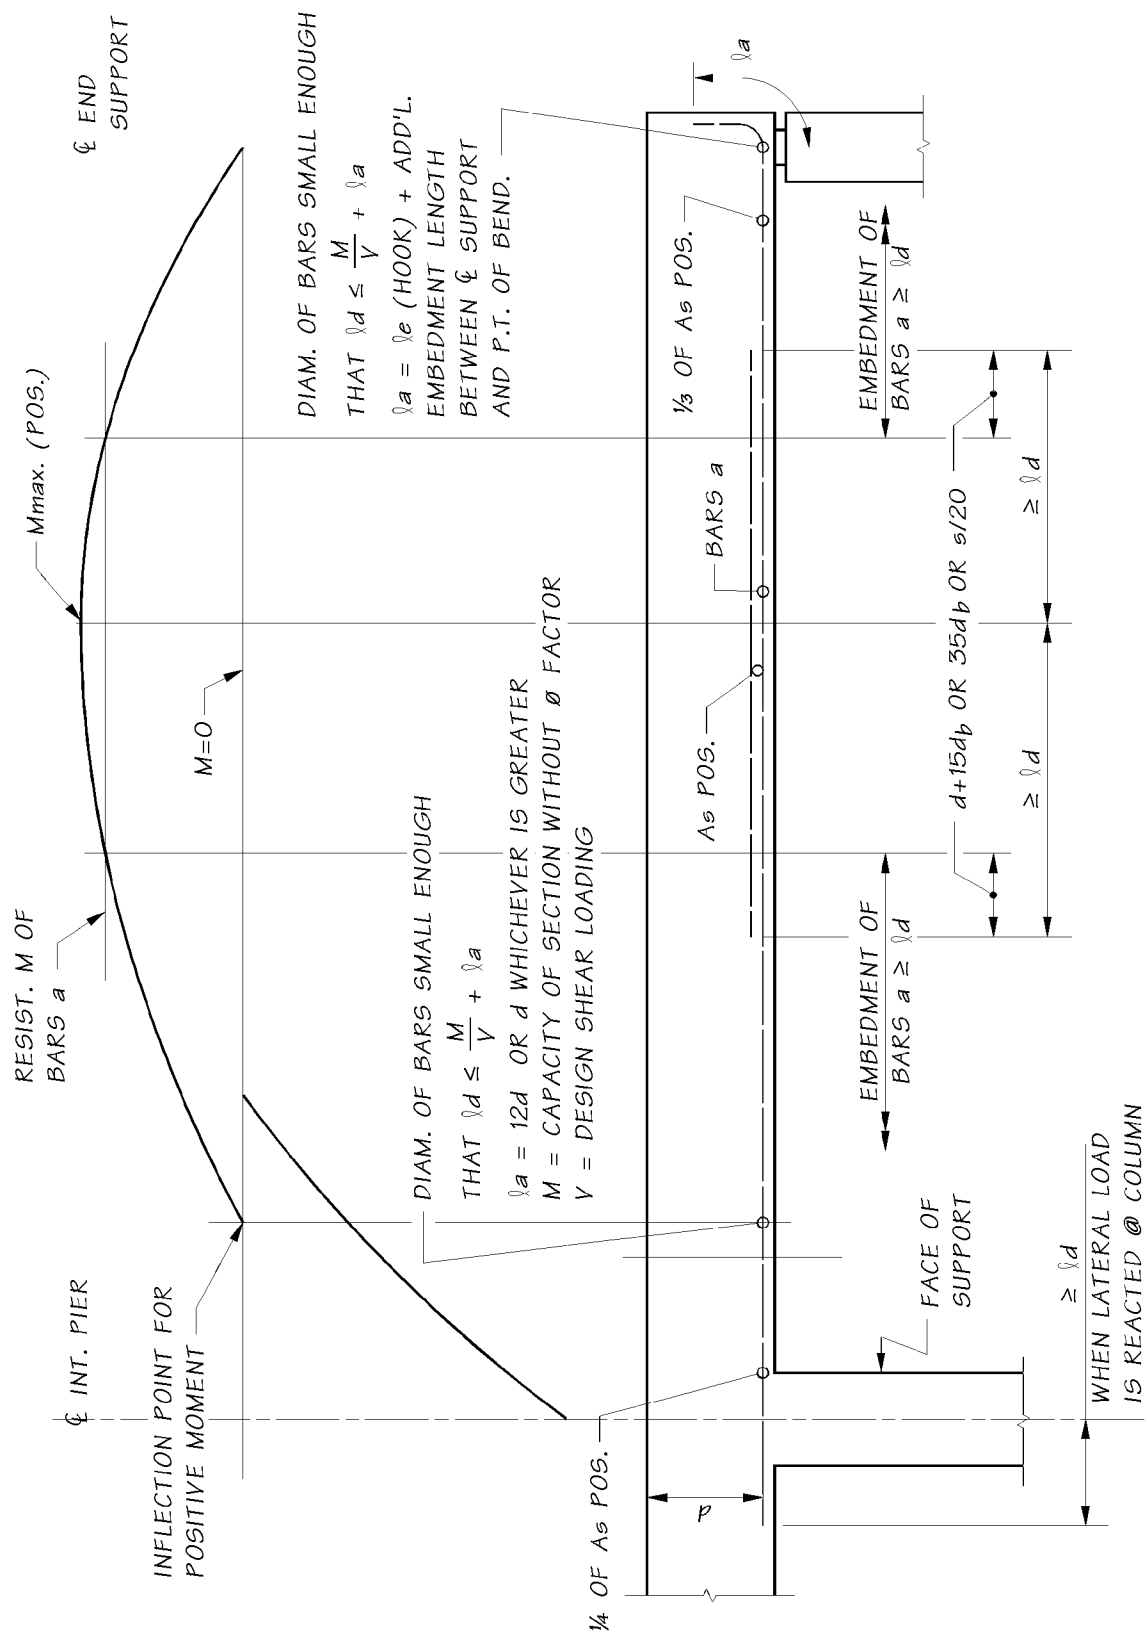 ℄ INT. PIER
INFLECTION POINT FOR
POSITIVE MOMENT
RESIST. M OF
BARS a
Mmax. (POS.)
℄ END
SUPPORT
M=0
DIAM. OF BARS SMALL ENOUGH
THAT ℓd ≤ M/V + ℓa
ℓa = ℓe (HOOK) + ADD'L.
EMBEDMENT LENGTH
BETWEEN ℄ SUPPORT
AND P.T. OF BEND.
DIAM. OF BARS SMALL ENOUGH
THAT ℓd ≤ M/V + ℓa
ℓa = 12d OR d WHICHEVER IS GREATER
M = CAPACITY OF SECTION WITHOUT Ø FACTOR
V = DESIGN SHEAR LOADING
¼ OF As POS.
d
As POS.
BARS a
⅓ OF As POS.
ℓa
FACE OF
SUPPORT
EMBEDMENT OF
BARS a ≥ ℓd
EMBEDMENT OF
BARS a ≥ ℓd
d+15db OR 35db OR s/20
≥ ℓd
≥ ℓd
≥ ℓd
WHEN LATERAL LOAD
IS REACTED @ COLUMN